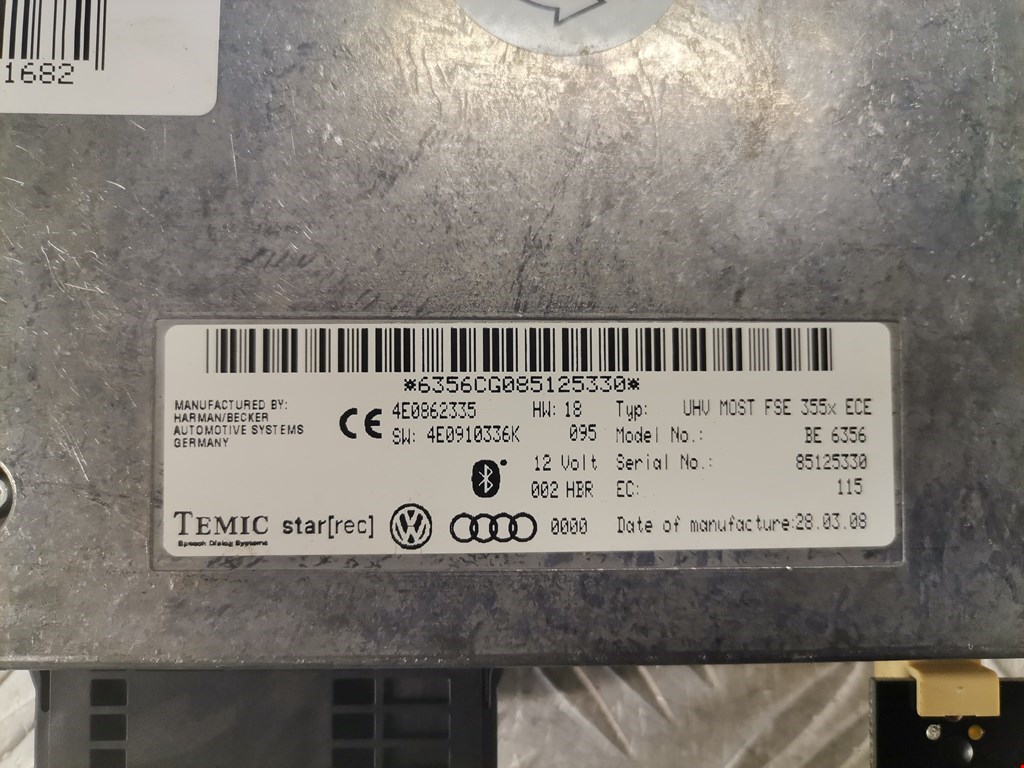 1682
*6356CG085125330*
MANUFACTURED BY:
HARMAN/BECKER
AUTOMOTIVE SYSTEMS
GERMANY
CE
4E0862335 HW: 18
SW: 4E0910336K 095
12 Volt
002 HBR
Typ: UHV MOST FSE 355x ECE
Model No.: BE 6356
Serial No.: 85125330
EC: 115
TEMIC star[rec] VW 0000 Date of manufacture:28.03.08
Speech Dialog Systems